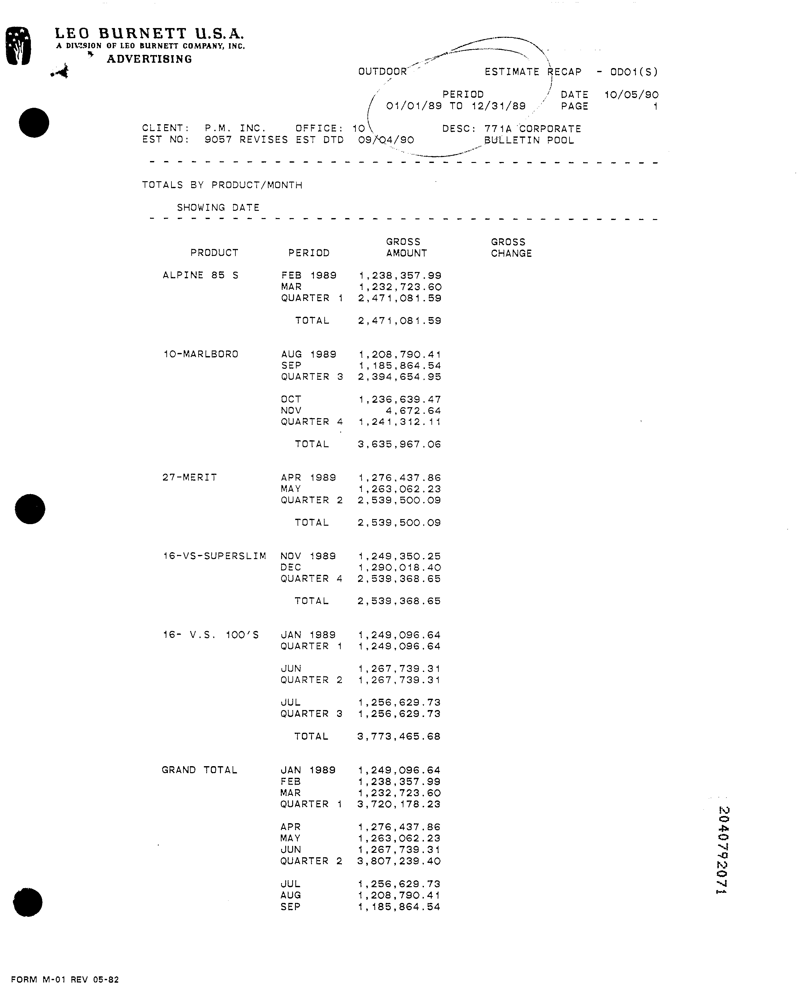 LEO BURNETT U.S.A.
A DIVISION OF LEO BURNETT COMPANY, INC.
ADVERTISING
OUTDOOR ESTIMATE RECAP - OD01(S)
PERIOD DATE 10/05/90
01/01/89 TO 12/31/89 PAGE 1
CLIENT: P.M. INC. OFFICE: 10 DESC: 771A CORPORATE
EST NO: 9057 REVISES EST DTD 09/04/90 BULLETIN POOL
TOTALS BY PRODUCT/MONTH
SHOWING DATE
GROSS GROSS
PRODUCT PERIOD AMOUNT CHANGE
ALPINE 85 S FEB 1989 1,238,357.99
MAR 1,232,723.60
QUARTER 1 2,471,081.59
TOTAL 2,471,081.59
10-MARLBORO AUG 1989 1,208,790.41
SEP 1,185,864.54
QUARTER 3 2,394,654.95
OCT 1,236,639.47
NOV 4,672.64
QUARTER 4 1,241,312.11
TOTAL 3,635,967.06
27-MERIT APR 1989 1,276,437.86
MAY 1,263,062.23
QUARTER 2 2,539,500.09
TOTAL 2,539,500.09
16-VS-SUPERSLIM NOV 1989 1,249,350.25
DEC 1,290,018.40
QUARTER 4 2,539,368.65
TOTAL 2,539,368.65
16- V.S. 100'S JAN 1989 1,249,096.64
QUARTER 1 1,249,096.64
JUN 1,267,739.31
QUARTER 2 1,267,739.31
JUL 1,256,629.73
QUARTER 3 1,256,629.73
TOTAL 3,773,465.68
GRAND TOTAL JAN 1989 1,249,096.64
FEB 1,238,357.99
MAR 1,232,723.60
QUARTER 1 3,720,178.23
APR 1,276,437.86
MAY 1,263,062.23
JUN 1,267,739.31
QUARTER 2 3,807,239.40
JUL 1,256,629.73
AUG 1,208,790.41
SEP 1,185,864.54
2040792071
FORM M-01 REV 05-82